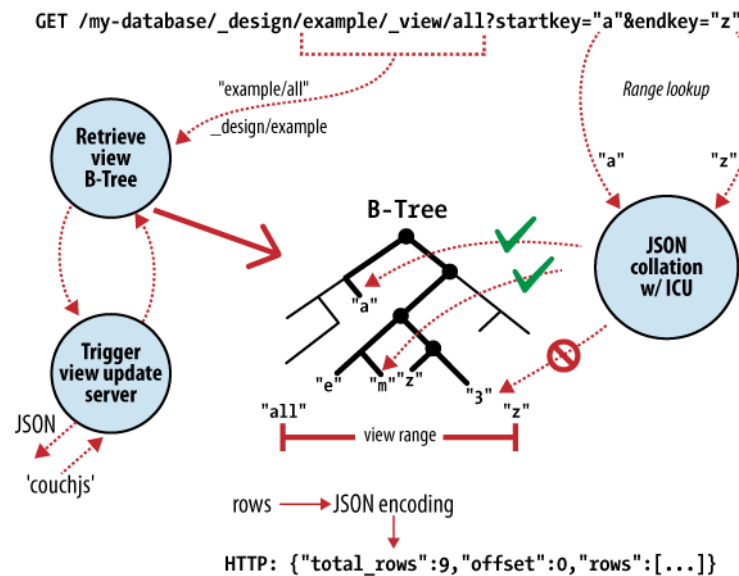 GET /my-database/_design/example/_view/all?startkey="a"&endkey="z"
"example/all"
_design/example
Range lookup
Retrieve
view
B-Tree
"a"
"z"
B-Tree
JSON
collation
w/ ICU
"a"
Trigger
view update
server
"e"
"m"
"z"
"3"
"all"
"z"
view range
JSON
'couchjs'
rows
JSON encoding
HTTP: {"total_rows":9,"offset":0,"rows":[...]}